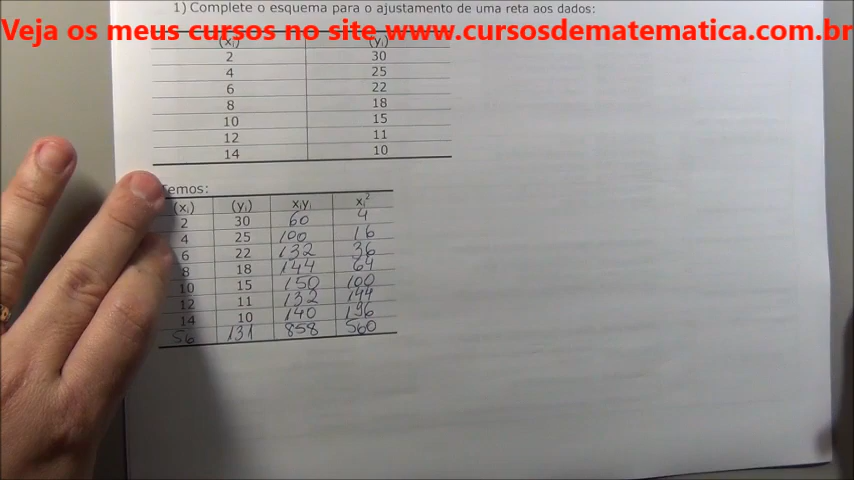 1) Complete o esquema para o ajustamento de uma reta aos dados:
Veja os meus cursos no site www.cursosdematematica.com.br
(xi) (yi)
2 30
4 25
6 22
8 18
10 15
12 11
14 10
Temos:
(xi) (yi) xiyi xi²
2 30 60 4
4 25 100 16
6 22 132 36
8 18 144 64
10 15 150 100
12 11 132 144
14 10 140 196
56 131 858 560